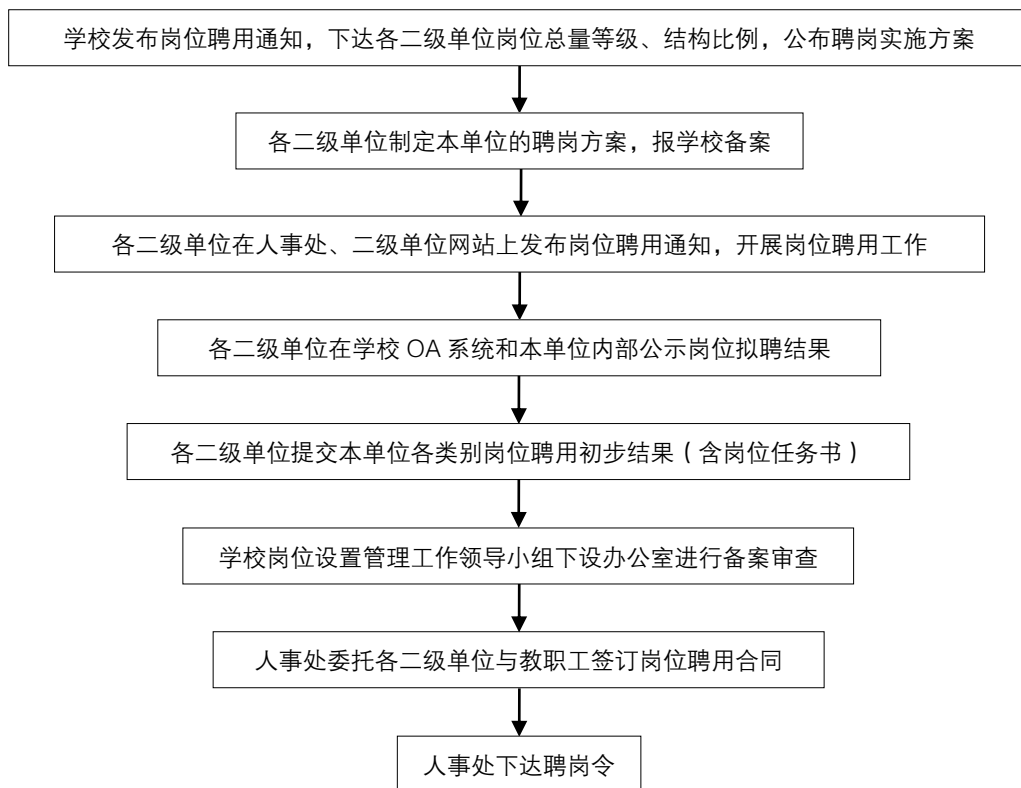 学校发布岗位聘用通知，下达各二级单位岗位总量等级、结构比例，公布聘岗实施方案
各二级单位制定本单位的聘岗方案，报学校备案
各二级单位在人事处、二级单位网站上发布岗位聘用通知，开展岗位聘用工作
各二级单位在学校 OA 系统和本单位内部公示岗位拟聘结果
各二级单位提交本单位各类别岗位聘用初步结果（含岗位任务书）
学校岗位设置管理工作领导小组下设办公室进行备案审查
人事处委托各二级单位与教职工签订岗位聘用合同
人事处下达聘岗令